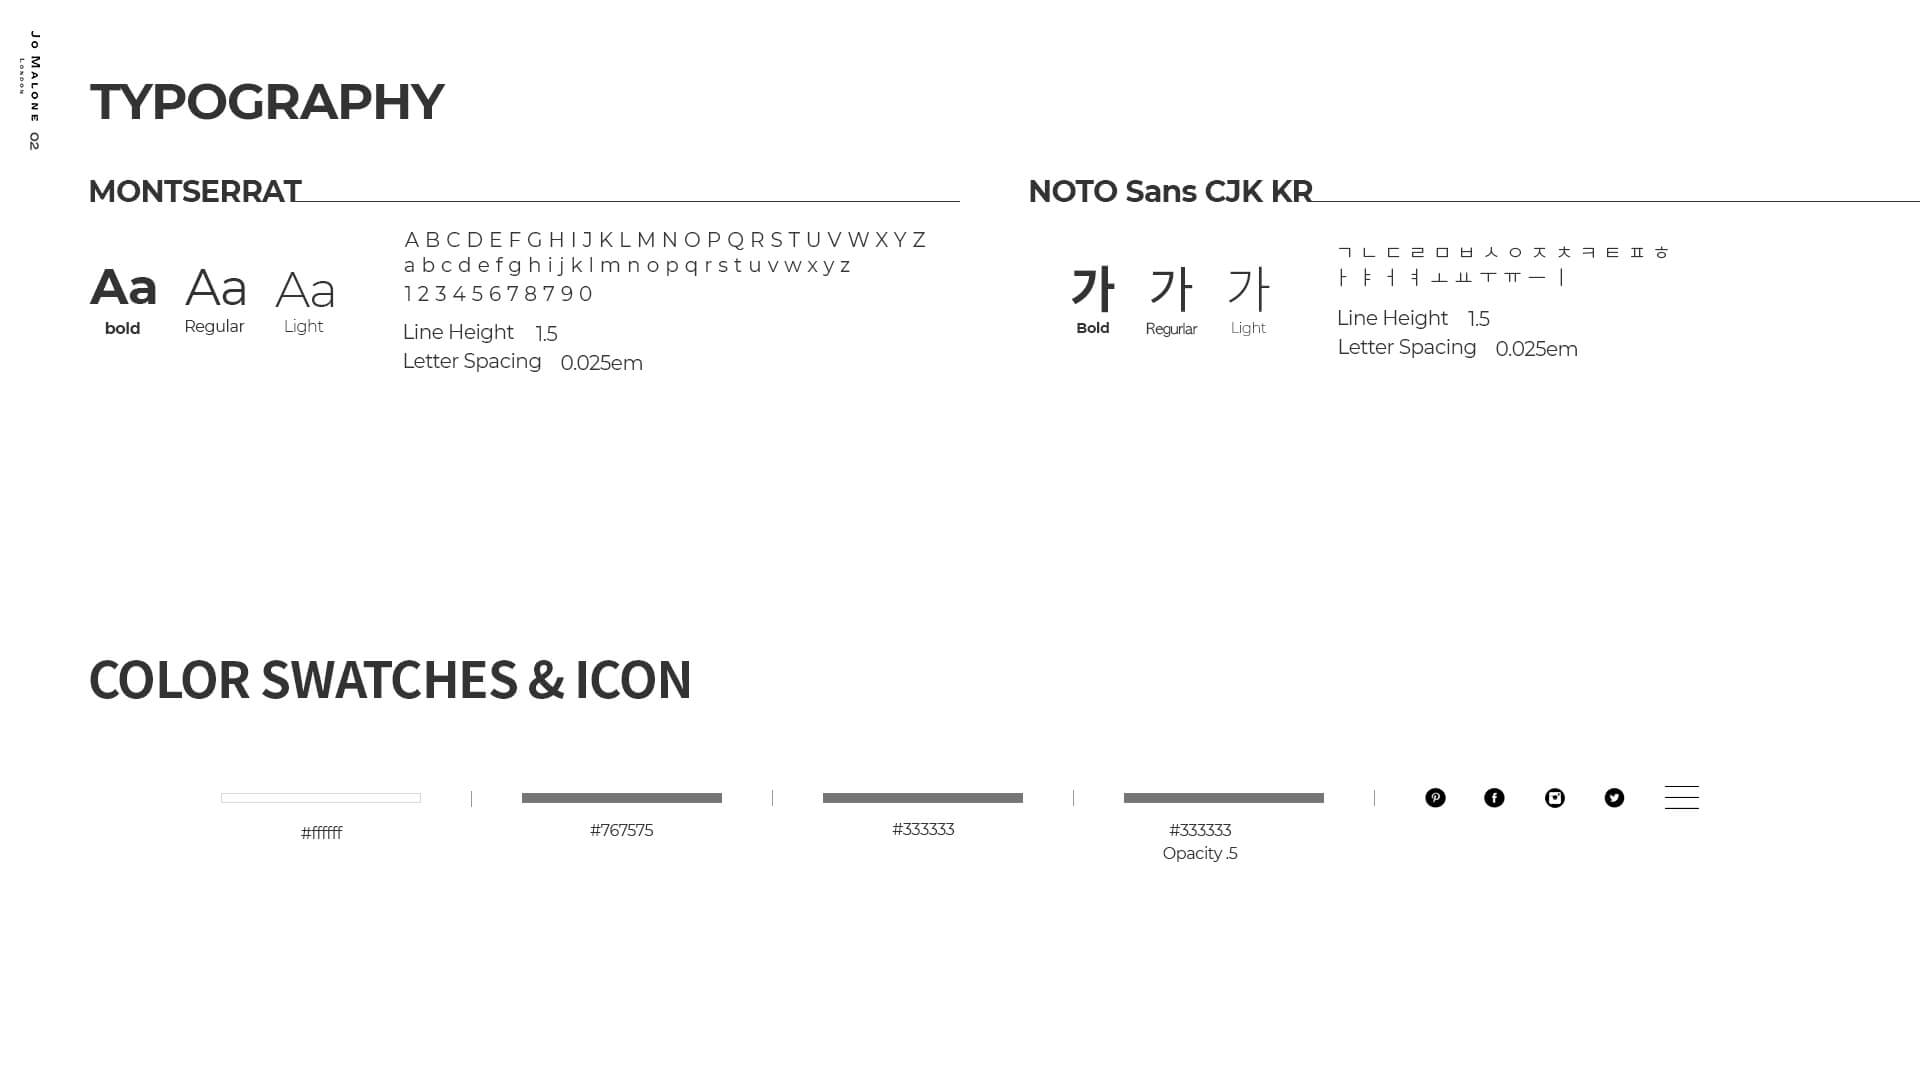 Jo Malone 02
London
TYPOGRAPHY
MONTSERRAT
Aa Aa Aa
bold Regular Light
A B C D E F G H I J K L M N O P Q R S T U V W X Y Z
a b c d e f g h i j k l m n o p q r s t u v w x y z
1 2 3 4 5 6 7 8 7 9 0
Line Height 1.5
Letter Spacing 0.025em
NOTO Sans CJK KR
가 가 가
Bold Regurlar Light
ㄱ ㄴ ㄷ ㄹ ㅁ ㅂ ㅅ ㅇ ㅈ ㅊ ㅋ ㅌ ㅍ ㅎ
ㅏ ㅑ ㅓ ㅕ ㅗ ㅛ ㅜ ㅠ ㅡ ㅣ
Line Height 1.5
Letter Spacing 0.025em
COLOR SWATCHES & ICON
#ffffff
#767575
#333333
#333333
Opacity .5